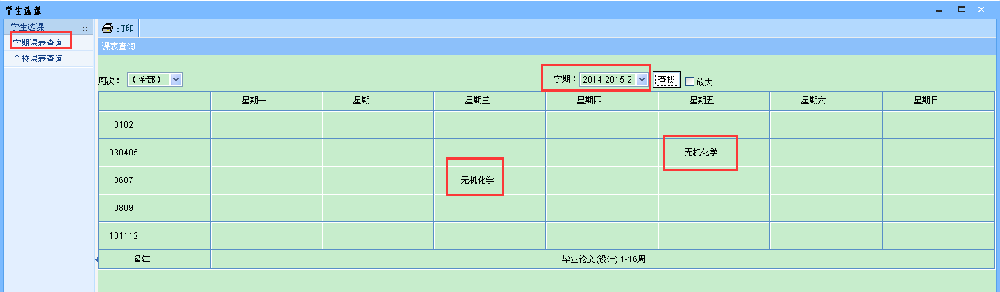 学生选课
学生选课
学期课表查询
全校课表查询
打印
课表查询
周次： （全部） 学期： 2014-2015-2 查找 放大
星期一 星期二 星期三 星期四 星期五 星期六 星期日
0102
030405 无机化学
0607 无机化学
0809
101112
备注 毕业论文(设计) 1-16周;